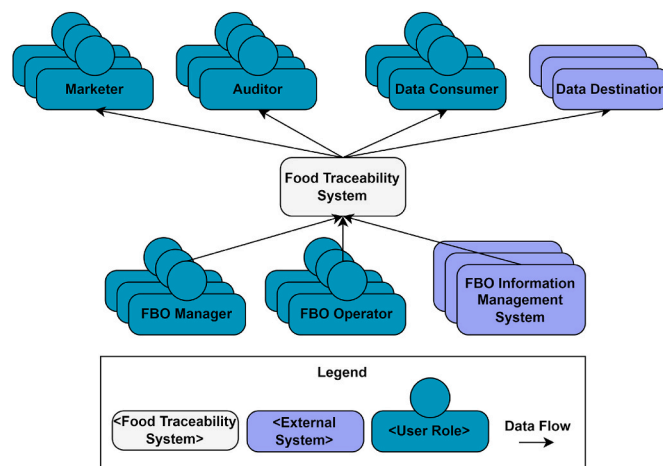 Marketer
Auditor
Data Consumer
Data Destination
Food Traceability
System
FBO Manager
FBO Operator
FBO Information
Management
System
Legend
<Food Traceability
System>
<External
System>
<User Role>
Data Flow